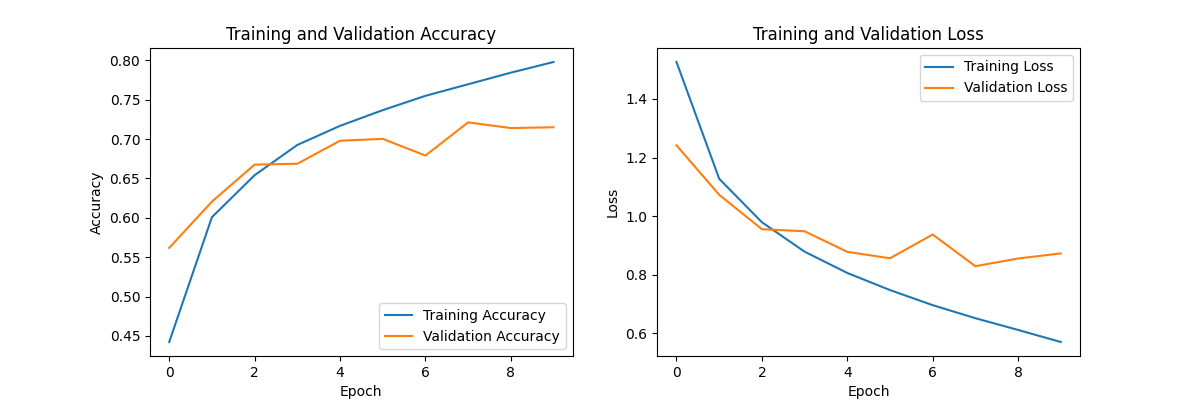 Training and Validation Accuracy
Accuracy
0.80
0.75
0.70
0.65
0.60
0.55
0.50
0.45
Training Accuracy
Validation Accuracy
0 2 4 6 8
Epoch
Training and Validation Loss
Loss
1.4
1.2
1.0
0.8
0.6
Training Loss
Validation Loss
0 2 4 6 8
Epoch